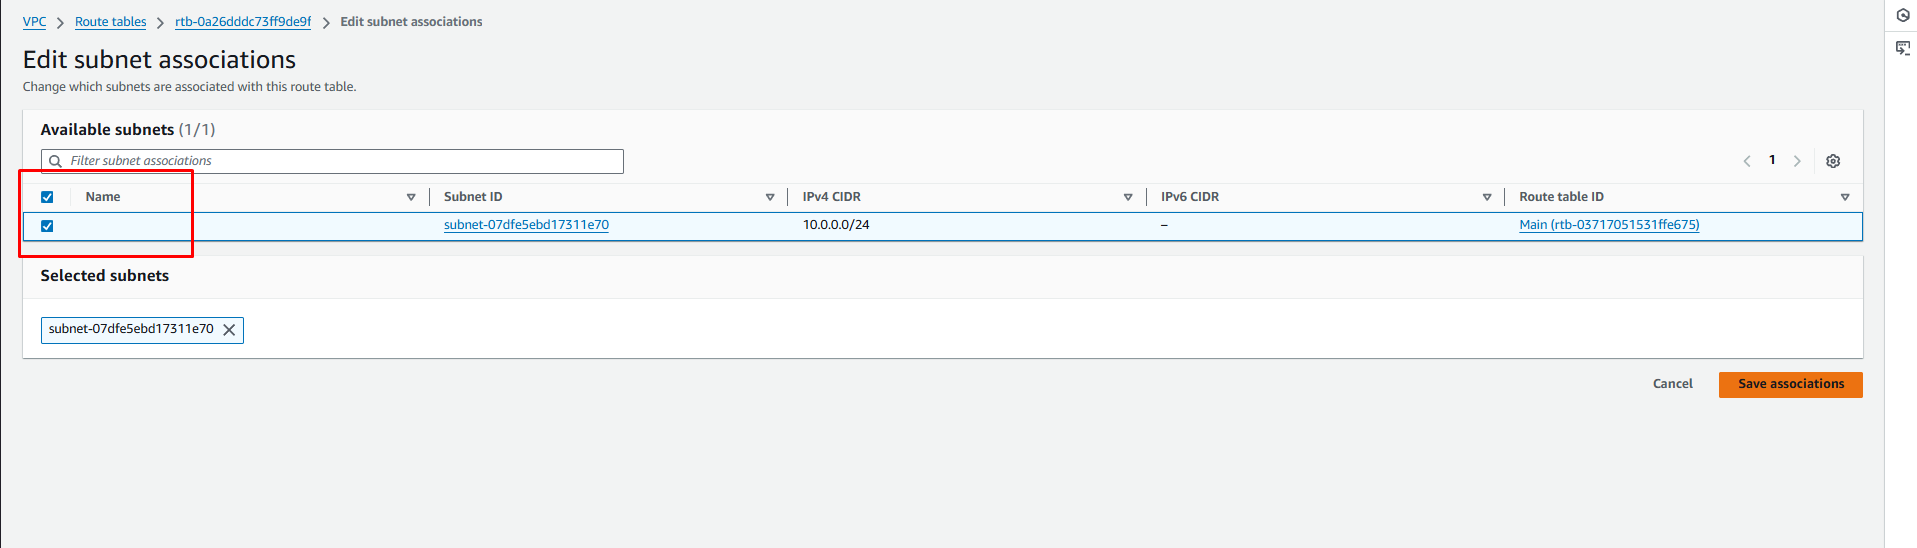 VPC > Route tables > rtb-0a26dddc73ff9de9f > Edit subnet associations
Edit subnet associations
Change which subnets are associated with this route table.
Available subnets (1/1)
Filter subnet associations
1
Name Subnet ID IPv4 CIDR IPv6 CIDR Route table ID
subnet-07dfe5ebd17311e70 10.0.0.0/24 – Main (rtb-03717051531ffe675)
Selected subnets
subnet-07dfe5ebd17311e70
Cancel Save associations